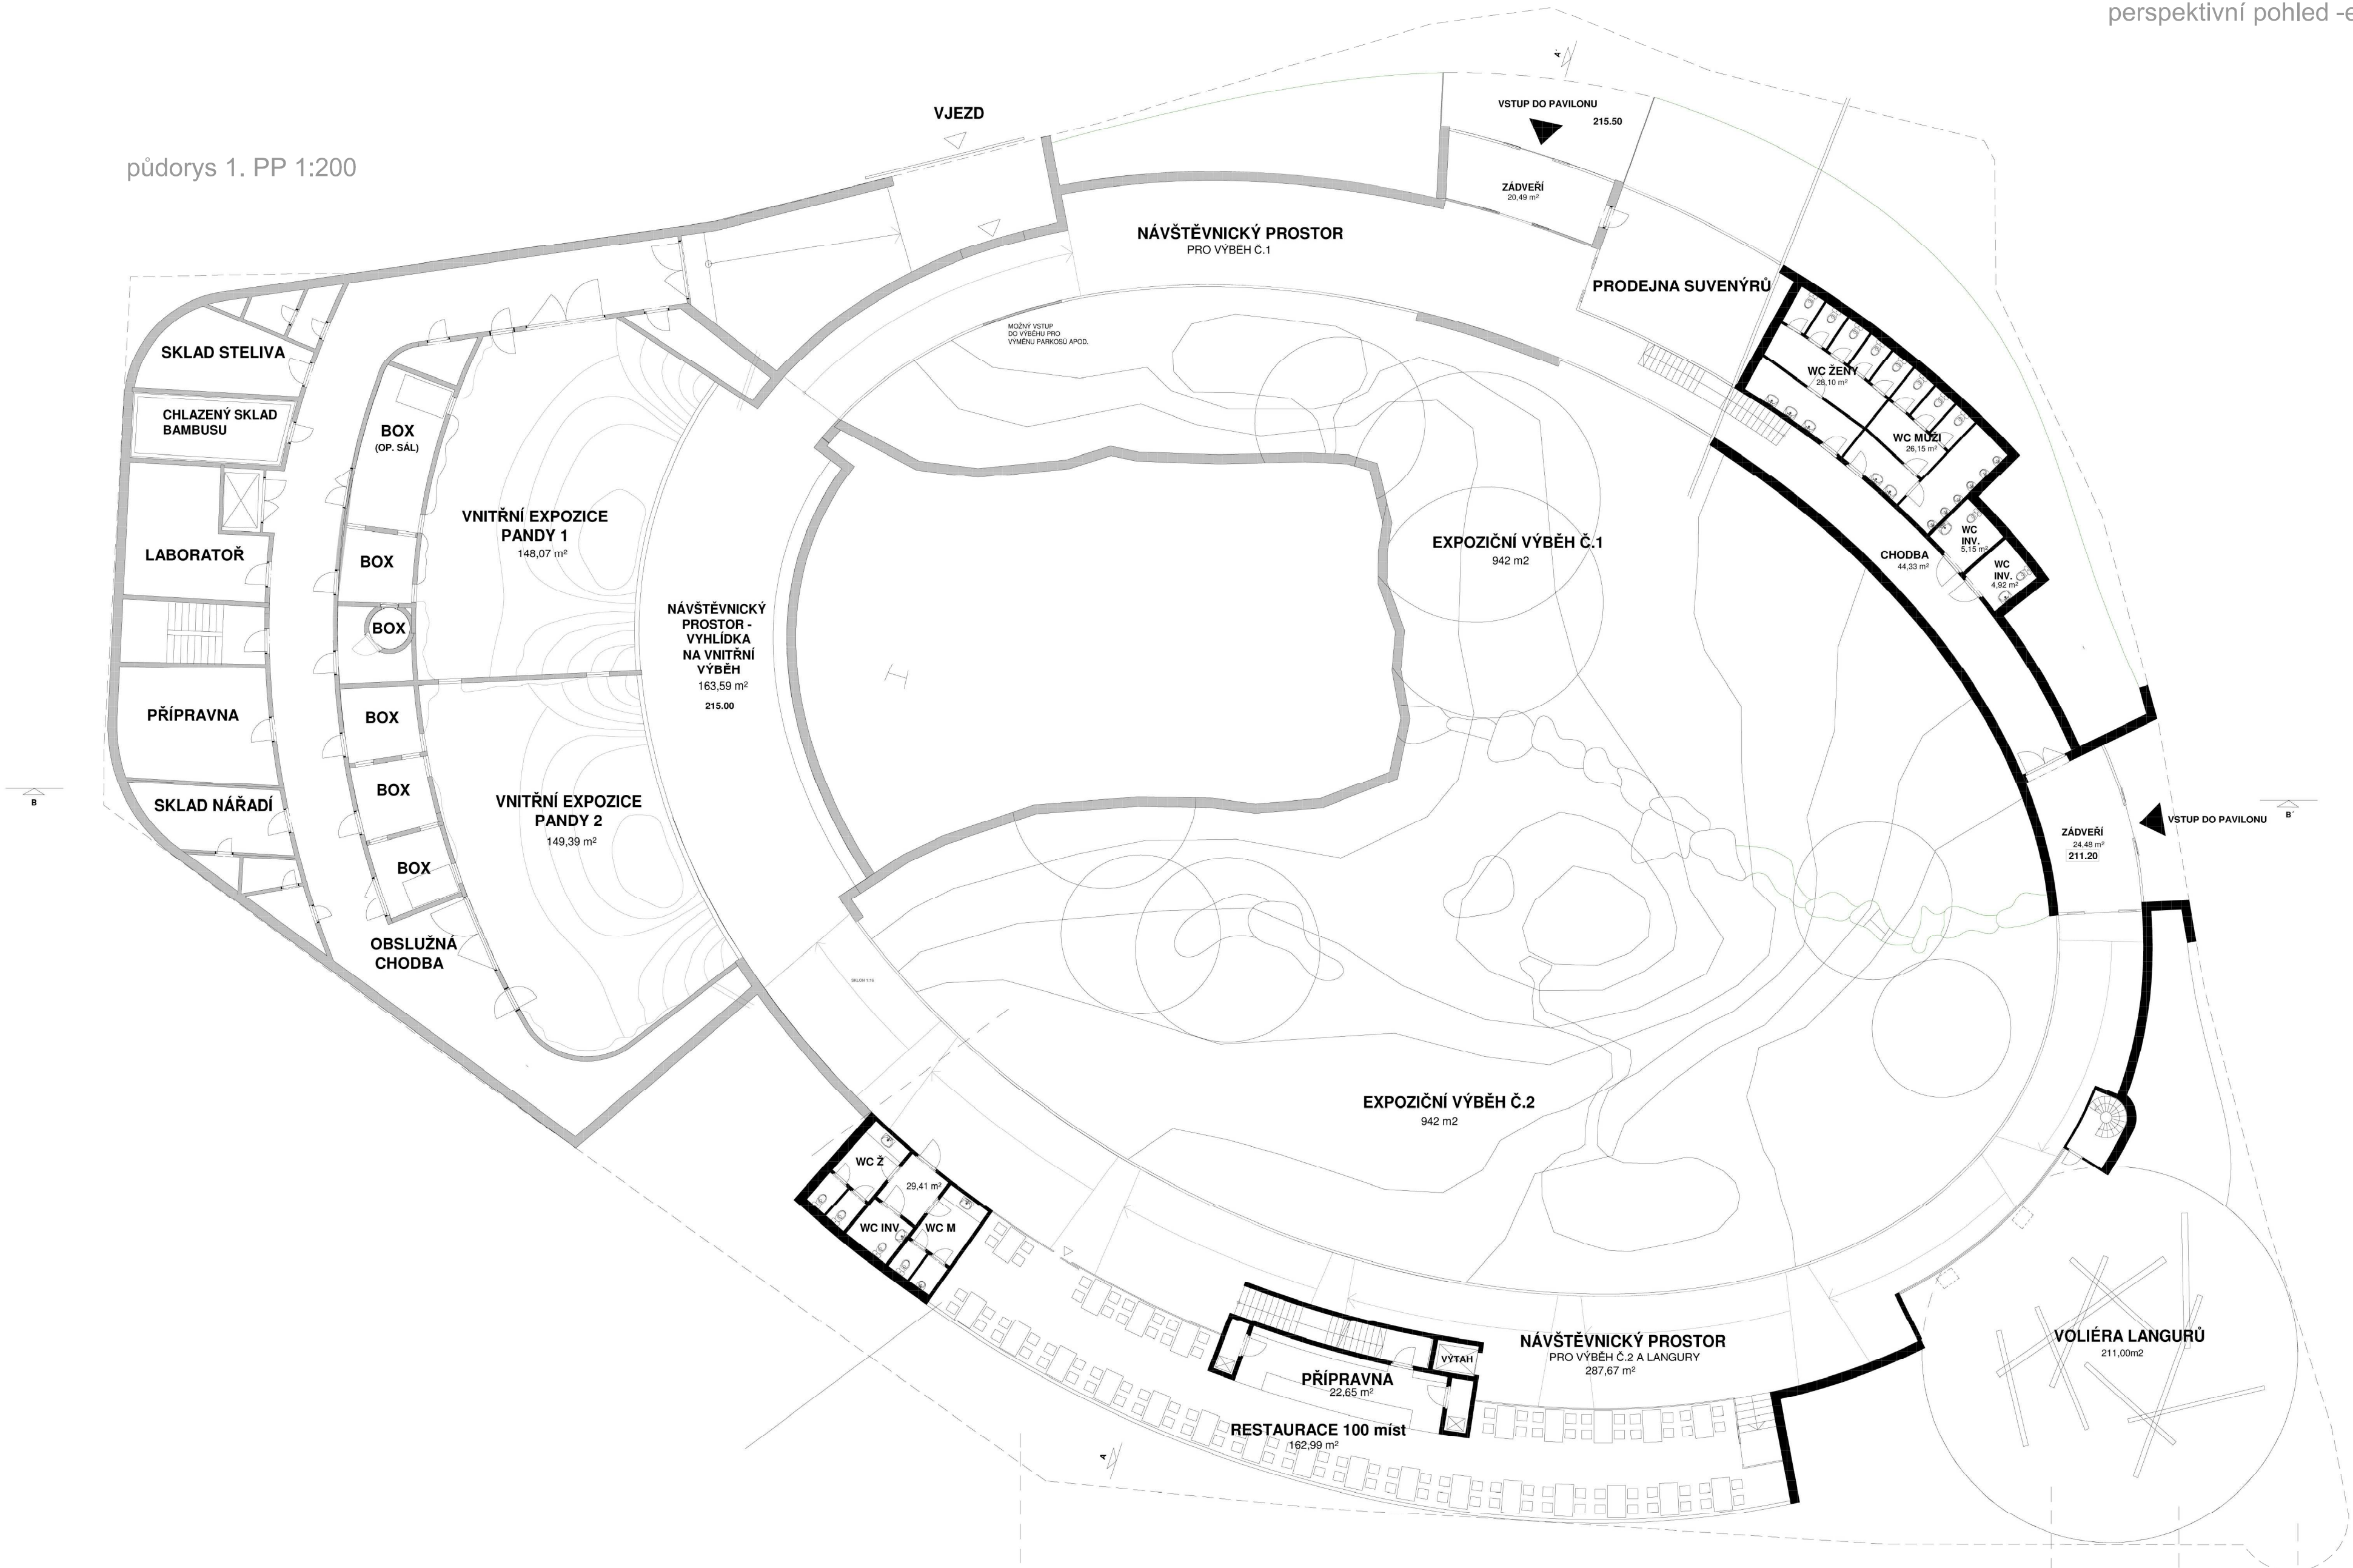 perspektivní pohled -e
půdorys 1. PP 1:200
VJEZD
A´
VSTUP DO PAVILONU
215.50
ZÁDVEŘÍ
20,49 m²
NÁVŠTĚVNICKÝ PROSTOR
PRO VÝBEH Č.1
PRODEJNA SUVENÝRŮ
MOŽNÝ VSTUP
DO VÝBĚHU PRO
VÝMĚNU PARKOSŮ APOD.
SKLAD STELIVA
CHLAZENÝ SKLAD
BAMBUSU
BOX
(OP. SÁL)
WC ŽENY
28,10 m²
WC MUŽI
26,15 m²
VNITŘNÍ EXPOZICE
PANDY 1
148,07 m²
LABORATOŘ
BOX
EXPOZIČNÍ VÝBĚH Č.1
942 m2
CHODBA
44,33 m²
WC
INV.
5,15 m²
WC
INV.
4,92 m²
BOX
NÁVŠTĚVNICKÝ
PROSTOR -
VYHLÍDKA
NA VNITŘNÍ
VÝBĚH
163,59 m²
215.00
PŘÍPRAVNA
BOX
BOX
SKLAD NÁŘADÍ
VNITŘNÍ EXPOZICE
PANDY 2
149,39 m²
B
B´
VSTUP DO PAVILONU
ZÁDVEŘÍ
24,48 m²
211.20
BOX
OBSLUŽNÁ
CHODBA
SKLON 1:16
EXPOZIČNÍ VÝBĚH Č.2
942 m2
WC Ž
29,41 m²
WC INV
WC M
VÝTAH
NÁVŠTĚVNICKÝ PROSTOR
PRO VÝBĚH Č.2 A LANGURY
287,67 m²
VOLIÉRA LANGURŮ
211,00m2
PŘÍPRAVNA
22,65 m²
RESTAURACE 100 míst
162,99 m²
A